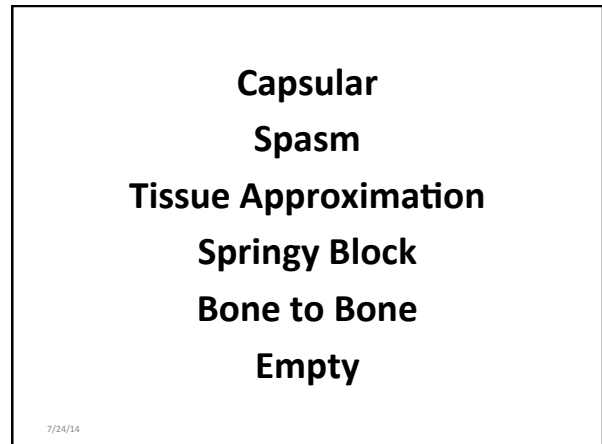 Capsular
Spasm
Tissue Approximation
Springy Block
Bone to Bone
Empty
7/24/14